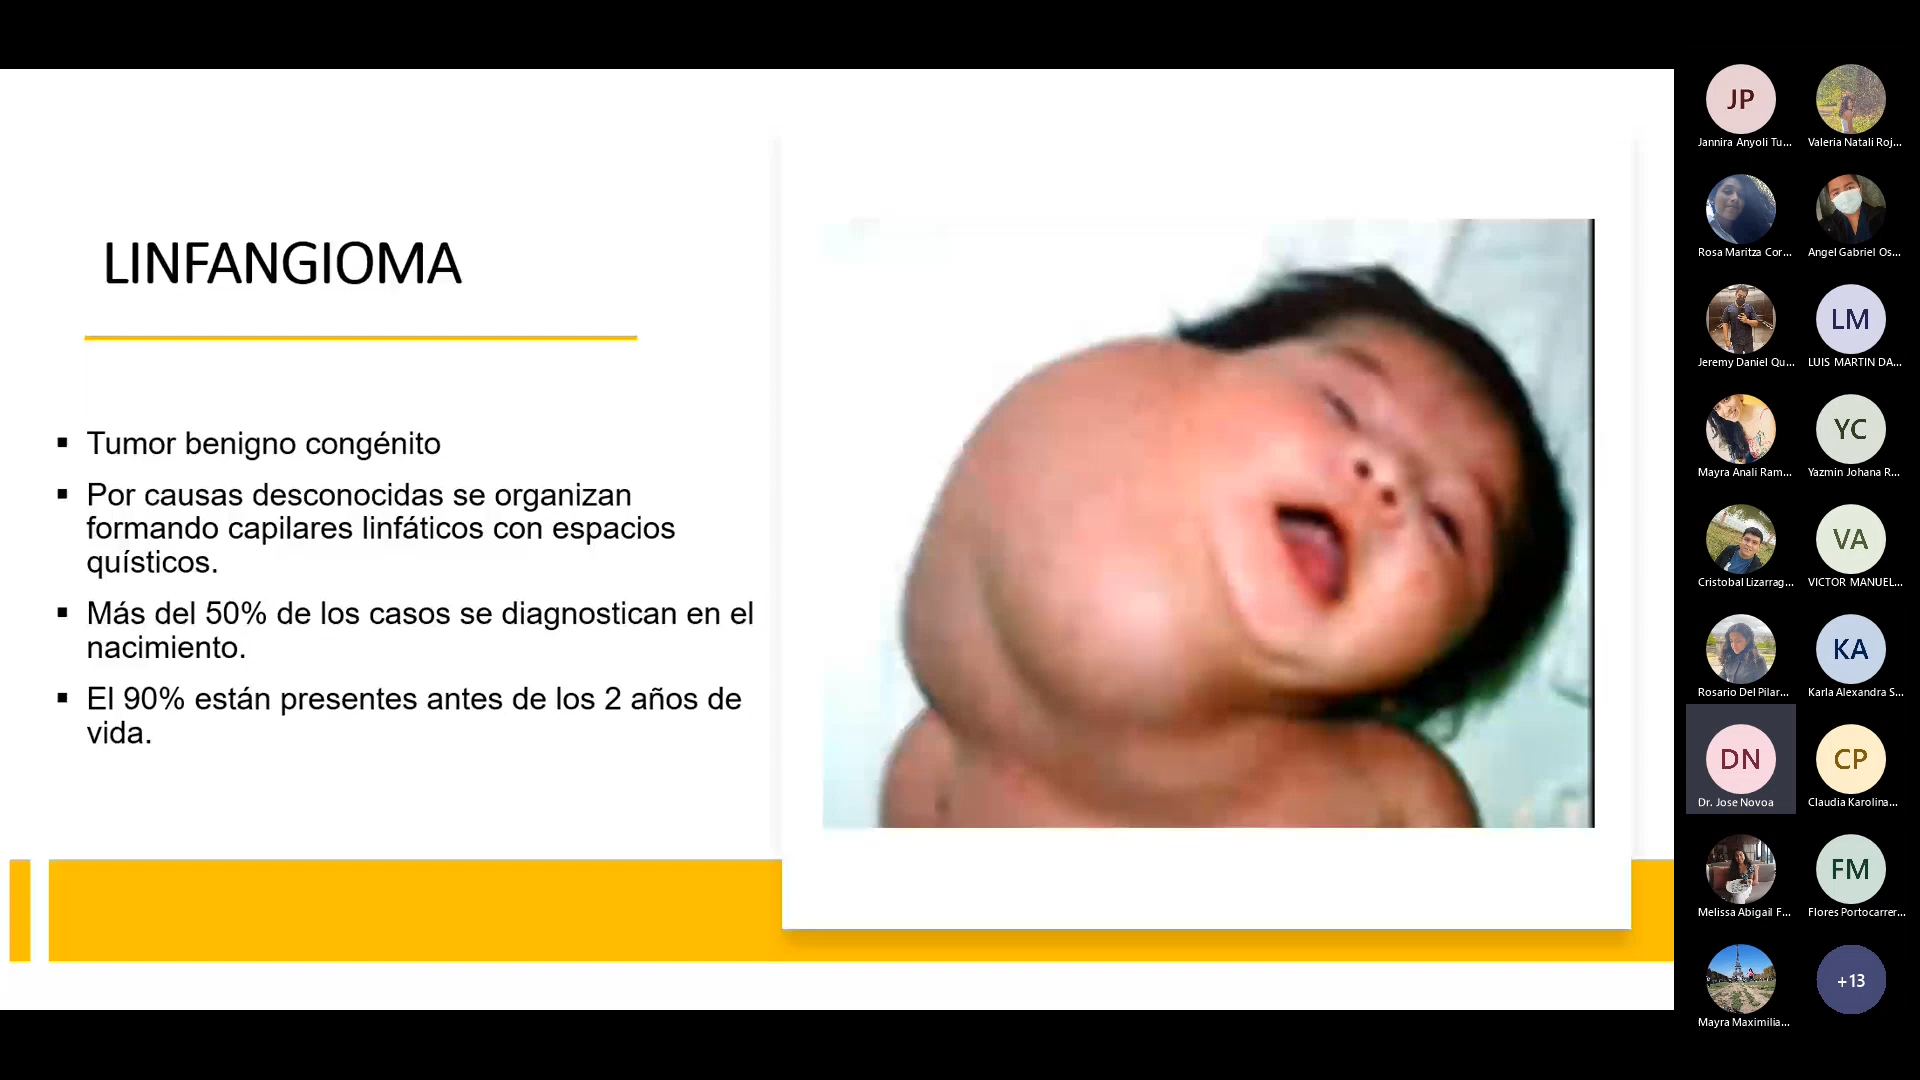 LINFANGIOMA
▪ Tumor benigno congénito
▪ Por causas desconocidas se organizan
formando capilares linfáticos con espacios
quísticos.
▪ Más del 50% de los casos se diagnostican en el
nacimiento.
▪ El 90% están presentes antes de los 2 años de
vida.
JP
Jannira Anyoli Tu...
Valeria Natali Roj...
Rosa Maritza Cor...
Angel Gabriel Os...
Jeremy Daniel Qu...
LM
LUIS MARTIN DA...
Mayra Anali Ram...
YC
Yazmin Johana R...
Cristobal Lizarrag...
VA
VICTOR MANUEL...
Rosario Del Pilar...
KA
Karla Alexandra S...
DN
Dr. Jose Novoa
CP
Claudia Karolina...
Melissa Abigail F...
FM
Flores Portocarrer...
Mayra Maximilia...
+13